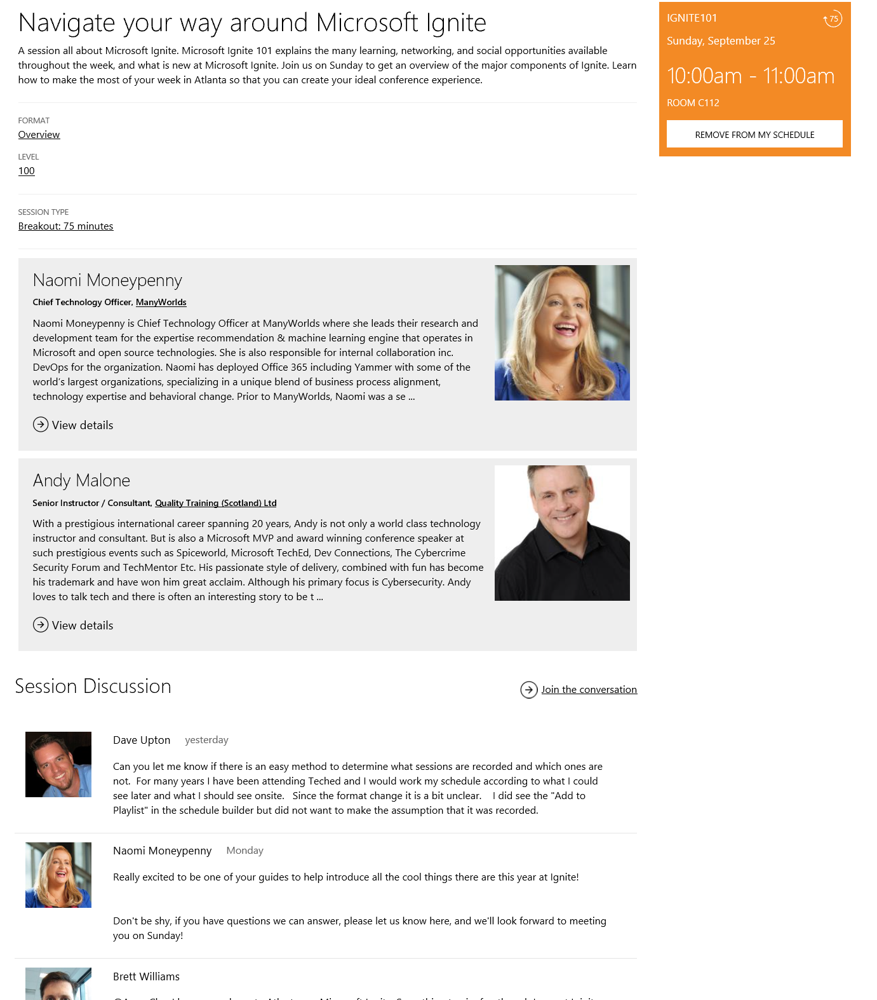 Navigate your way around Microsoft Ignite
A session all about Microsoft Ignite. Microsoft Ignite 101 explains the many learning, networking, and social opportunities available
throughout the week, and what is new at Microsoft Ignite. Join us on Sunday to get an overview of the major components of Ignite. Learn
how to make the most of your week in Atlanta so that you can create your ideal conference experience.
FORMAT
Overview
LEVEL
100
SESSION TYPE
Breakout: 75 minutes
IGNITE101
75
Sunday, September 25
10:00am - 11:00am
ROOM C112
REMOVE FROM MY SCHEDULE
Naomi Moneypenny
Chief Technology Officer, ManyWorlds
Naomi Moneypenny is Chief Technology Officer at ManyWorlds where she leads their research and
development team for the expertise recommendation & machine learning engine that operates in
Microsoft and open source technologies. She is also responsible for internal collaboration inc.
DevOps for the organization. Naomi has deployed Office 365 including Yammer with some of the
world's largest organizations, specializing in a unique blend of business process alignment,
technology expertise and behavioral change. Prior to ManyWorlds, Naomi was a se ...
View details
Andy Malone
Senior Instructor / Consultant, Quality Training (Scotland) Ltd
With a prestigious international career spanning 20 years, Andy is not only a world class technology
instructor and consultant. But is also a Microsoft MVP and award winning conference speaker at
such prestigious events such as Spiceworld, Microsoft TechEd, Dev Connections, The Cybercrime
Security Forum and TechMentor Etc. His passionate style of delivery, combined with fun has become
his trademark and have won him great acclaim. Although his primary focus is Cybersecurity. Andy
loves to talk tech and there is often an interesting story to be t ...
View details
Session Discussion
Join the conversation
Dave Upton yesterday
Can you let me know if there is an easy method to determine what sessions are recorded and which ones are
not. For many years I have been attending Teched and I would work my schedule according to what I could
see later and what I should see onsite. Since the format change it is a bit unclear. I did see the "Add to
Playlist" in the schedule builder but did not want to make the assumption that it was recorded.
Naomi Moneypenny Monday
Really excited to be one of your guides to help introduce all the cool things there are this year at Ignite!
Don't be shy, if you have questions we can answer, please let us know here, and we'll look forward to meeting
you on Sunday!
Brett Williams